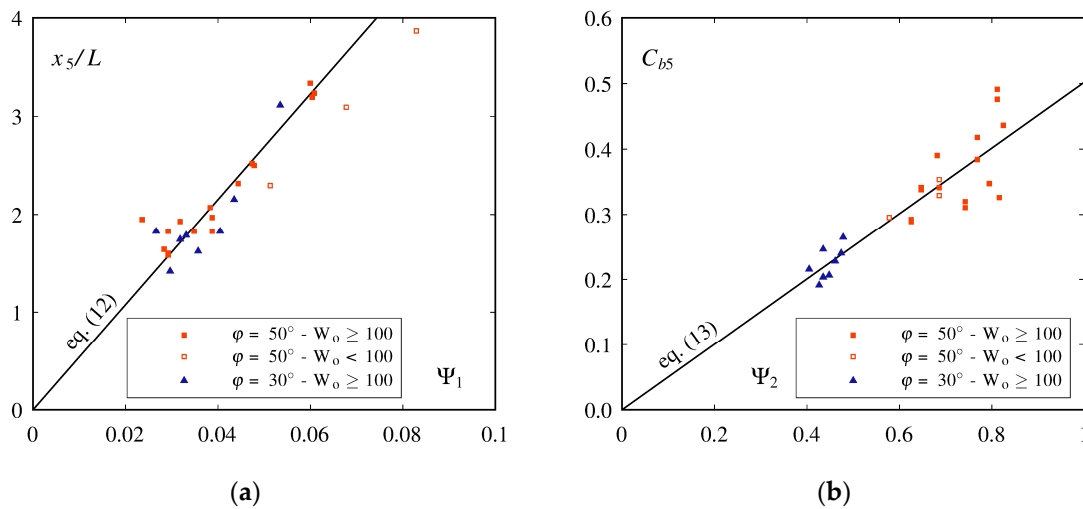 4
3
2
1
0
x5/L
eq. (12)
φ = 50° - Wo ≥ 100
φ = 50° - Wo < 100
φ = 30° - Wo ≥ 100
Ψ1
0 0.02 0.04 0.06 0.08 0.1
(a)
0.6
0.5
0.4
0.3
0.2
0.1
0.0
Cb5
eq. (13)
φ = 50° - Wo ≥ 100
φ = 50° - Wo < 100
φ = 30° - Wo ≥ 100
Ψ2
0 0.2 0.4 0.6 0.8 1
(b)